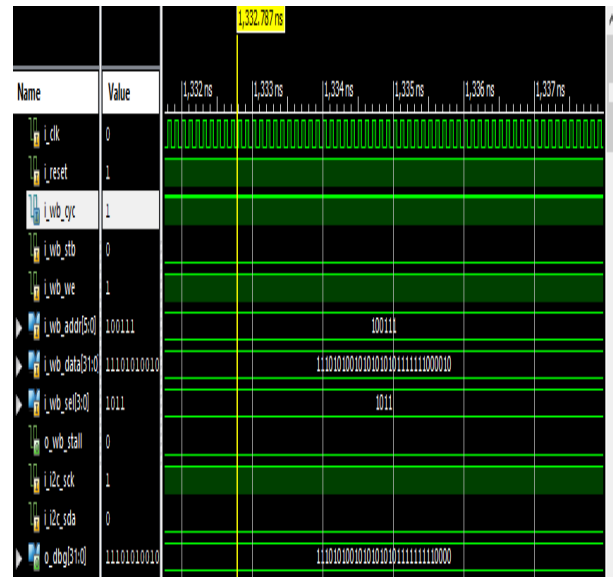 1,332.787 ns
Name Value |1,332 ns |1,333 ns |1,334 ns |1,335 ns |1,336 ns |1,337 ns
i_clk 0
i_reset 1
i_wb_cyc 1
i_wb_stb 0
i_wb_we 1
i_wb_addr[5:0] 100111 100111
i_wb_data[31:0] 11101010010 11101010010101010101111111000010
i_wb_sel[3:0] 1011 1011
o_wb_stall 0
i_i2c_sck 1
i_i2c_sda 0
o_dbg[31:0] 11101010010 11101010010101010101111111110000